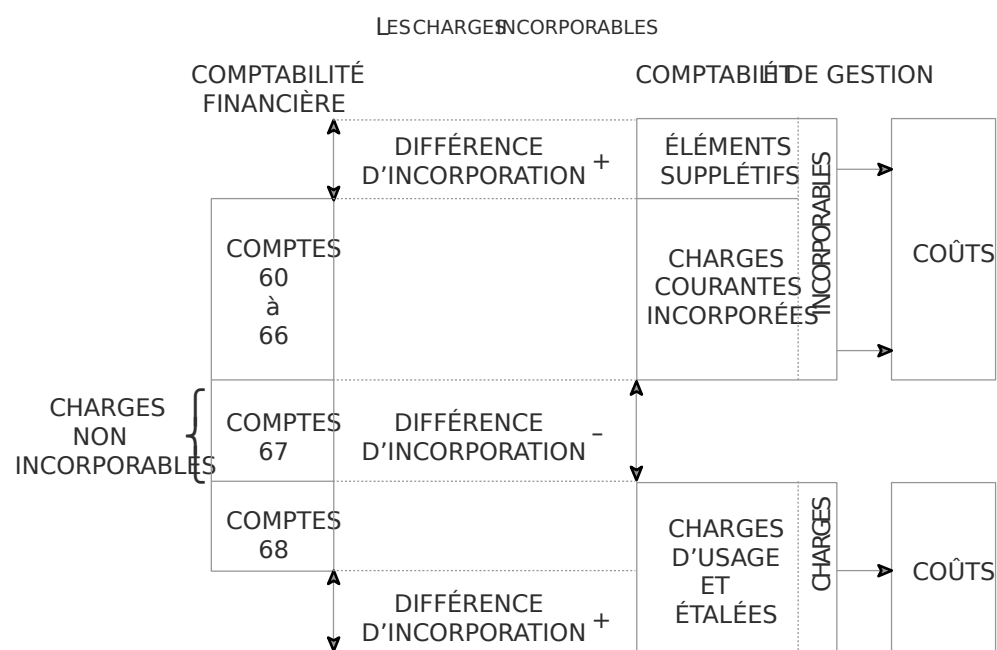 LES CHARGES INCORPORABLES
COMPTABILITÉ
FINANCIÈRE
COMPTABILITÉ DE GESTION
DIFFÉRENCE
D’INCORPORATION +
ÉLÉMENTS
SUPPLÉTIFS
INCORPORABLES
COMPTES
60
à
66
CHARGES
COURANTES
INCORPORÉES
COÛTS
CHARGES
NON
INCORPORABLES
COMPTES
67
DIFFÉRENCE
D’INCORPORATION –
COMPTES
68
CHARGES
D’USAGE
ET
ÉTALÉES
CHARGES
COÛTS
DIFFÉRENCE
D’INCORPORATION +